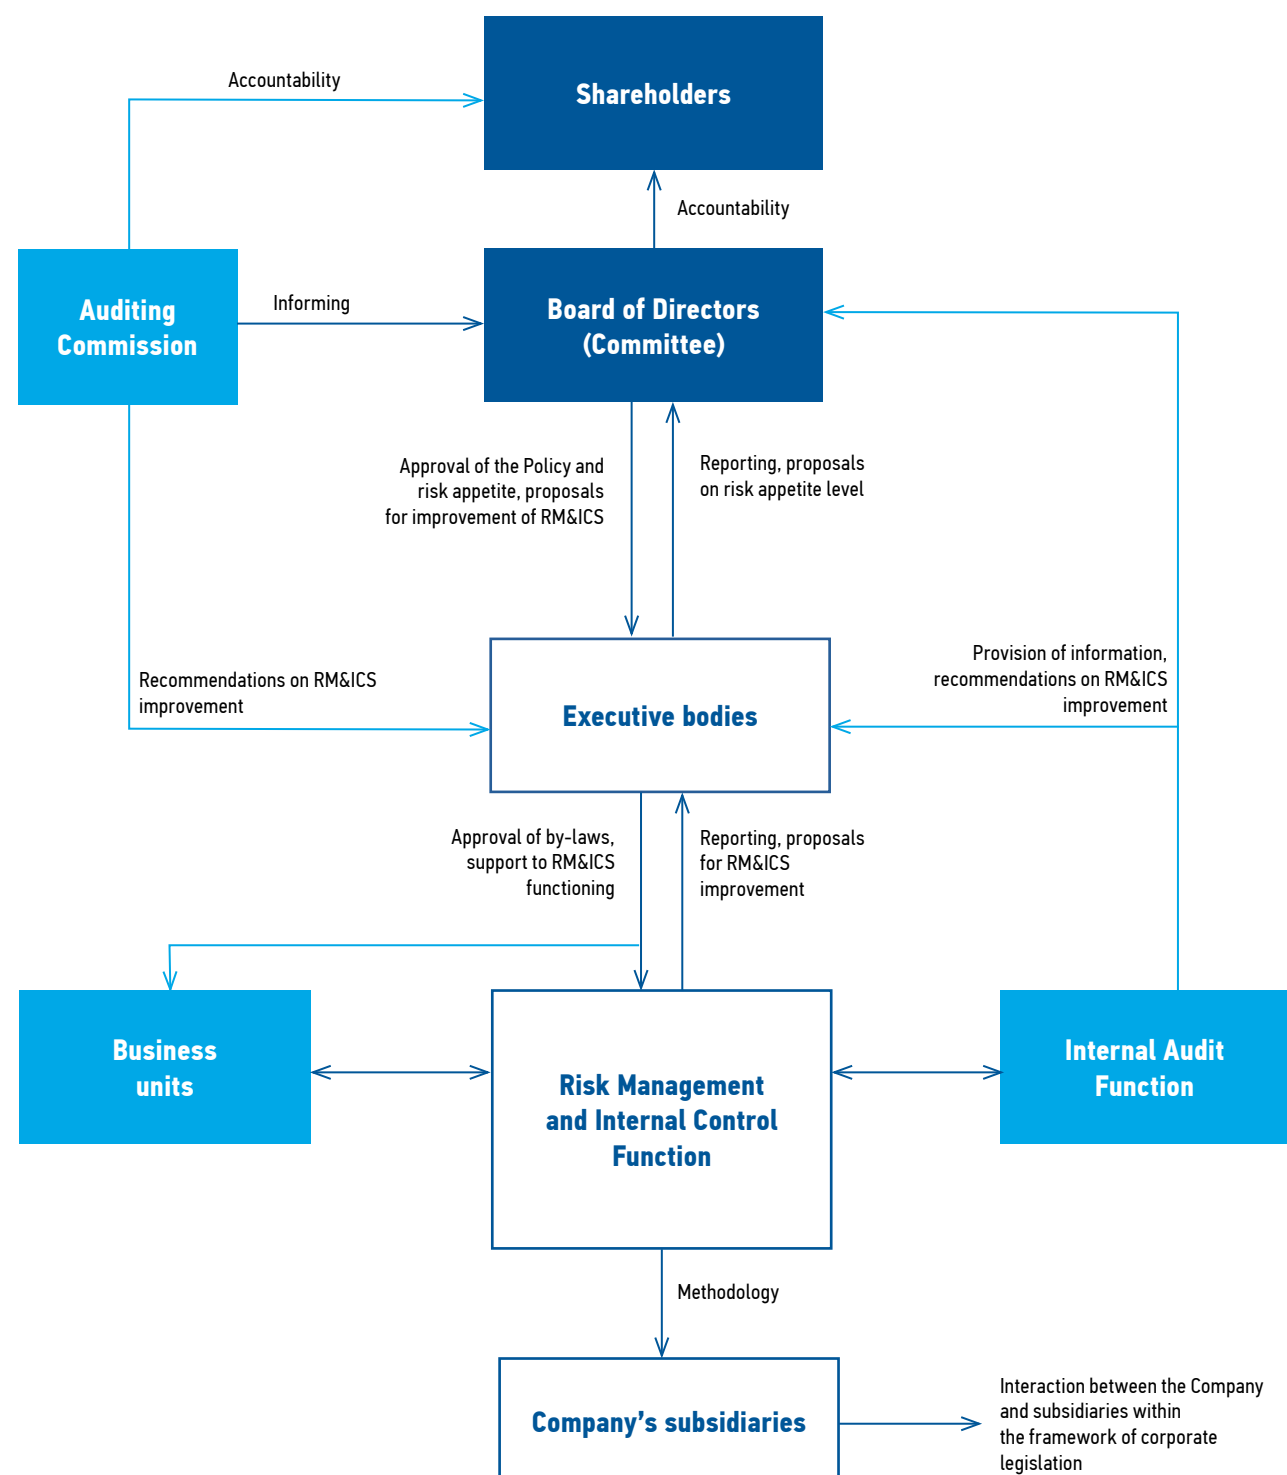 Accountability
Shareholders
Accountability
Auditing
Commission
Informing
Board of Directors
(Committee)
Approval of the Policy and
risk appetite, proposals
for improvement of RM&ICS
Reporting, proposals
on risk appetite level
Recommendations on RM&ICS
improvement
Executive bodies
Provision of information,
recommendations on RM&ICS
improvement
Approval of by-laws,
support to RM&ICS
functioning
Reporting, proposals
for RM&ICS
improvement
Business
units
Risk Management
and Internal Control
Function
Internal Audit
Function
Methodology
Company’s subsidiaries
Interaction between the Company
and subsidiaries within
the framework of corporate
legislation